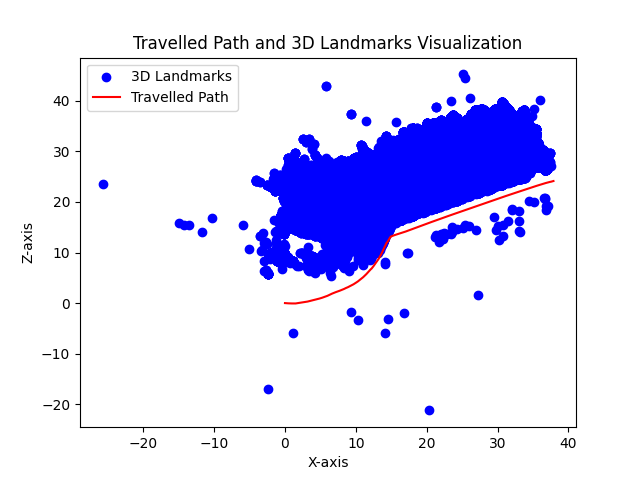 Travelled Path and 3D Landmarks Visualization
3D Landmarks
Travelled Path
40
30
20
10
0
−10
−20
Z-axis
−20 −10 0 10 20 30 40
X-axis